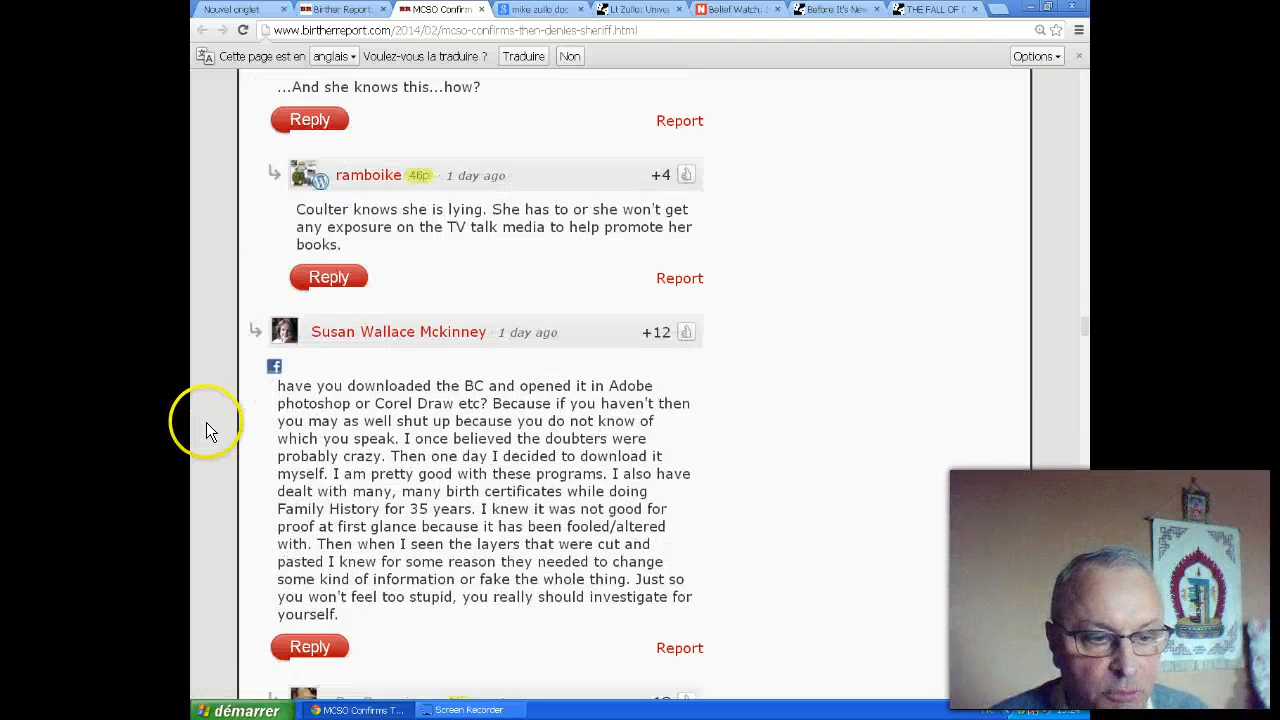 Nouvel onglet
Birther Report:
MCSO Confirm
mike zullo doc
Lt Zullo: Unive
Belief Watch:
Before It's New
THE FALL OF
www.birtherreport.com/2014/02/mcso-confirms-then-denies-sheriff.html
Cette page est en anglais Voulez-vous la traduire ? Traduire Non Options
...And she knows this...how?
Reply
Report
ramboike 46p · 1 day ago +4
Coulter knows she is lying. She has to or she won't get
any exposure on the TV talk media to help promote her
books.
Reply
Report
Susan Wallace Mckinney · 1 day ago +12
have you downloaded the BC and opened it in Adobe
photoshop or Corel Draw etc? Because if you haven't then
you may as well shut up because you do not know of
which you speak. I once believed the doubters were
probably crazy. Then one day I decided to download it
myself. I am pretty good with these programs. I also have
dealt with many, many birth certificates while doing
Family History for 35 years. I knew it was not good for
proof at first glance because it has been fooled/altered
with. Then when I seen the layers that were cut and
pasted I knew for some reason they needed to change
some kind of information or fake the whole thing. Just so
you won't feel too stupid, you really should investigate for
yourself.
Reply
Report
démarrer
MCSO Confirms T...
Screen Recorder